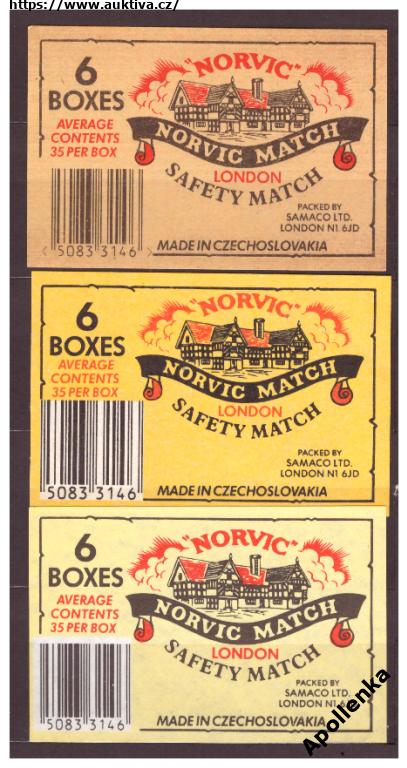 https://www.auktiva.cz/
6
BOXES
AVERAGE
CONTENTS
35 PER BOX
"NORVIC"
NORVIC MATCH
LONDON
SAFETY MATCH
PACKED BY
SAMACO LTD.
LONDON N1 6JD
<5083 3146>
MADE IN CZECHOSLOVAKIA
6
BOXES
AVERAGE
CONTENTS
35 PER BOX
"NORVIC"
NORVIC MATCH
LONDON
SAFETY MATCH
PACKED BY
SAMACO LTD.
LONDON N1 6JD
5083 3146
MADE IN CZECHOSLOVAKIA
6
BOXES
AVERAGE
CONTENTS
35 PER BOX
"NORVIC"
NORVIC MATCH
LONDON
SAFETY MATCH
PACKED BY
SAMACO LTD.
LONDON N1
5083 3146
MADE IN CZECHOSLOVAKIA
Apollenka